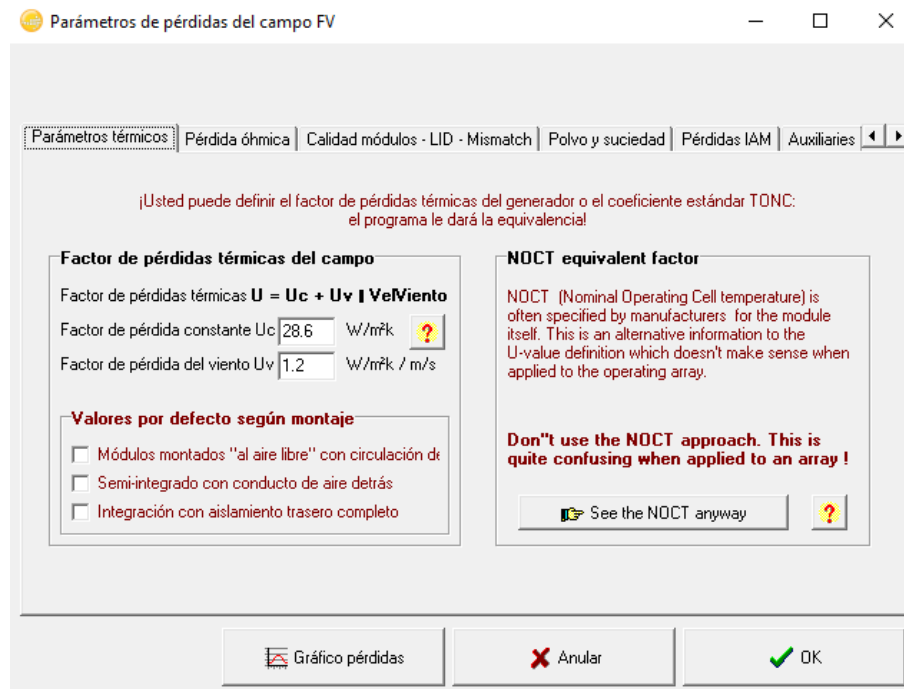 Parámetros de pérdidas del campo FV
Parámetros térmicos Pérdida óhmica Calidad módulos - LID - Mismatch Polvo y suciedad Pérdidas IAM Auxiliaries
¡Usted puede definir el factor de pérdidas térmicas del generador o el coeficiente estándar TONC:
el programa le dará la equivalencia!
Factor de pérdidas térmicas del campo
Factor de pérdidas térmicas U = Uc + Uv | VelViento
Factor de pérdida constante Uc 28.6 W/m²k ?
Factor de pérdida del viento Uv 1.2 W/m²k / m/s
Valores por defecto según montaje
Módulos montados "al aire libre" con circulación de
Semi-integrado con conducto de aire detrás
Integración con aislamiento trasero completo
NOCT equivalent factor
NOCT (Nominal Operating Cell temperature) is
often specified by manufacturers for the module
itself. This is an alternative information to the
U-value definition which doesn't make sense when
applied to the operating array.
Don"t use the NOCT approach. This is
quite confusing when applied to an array !
See the NOCT anyway ?
Gráfico pérdidas Anular OK